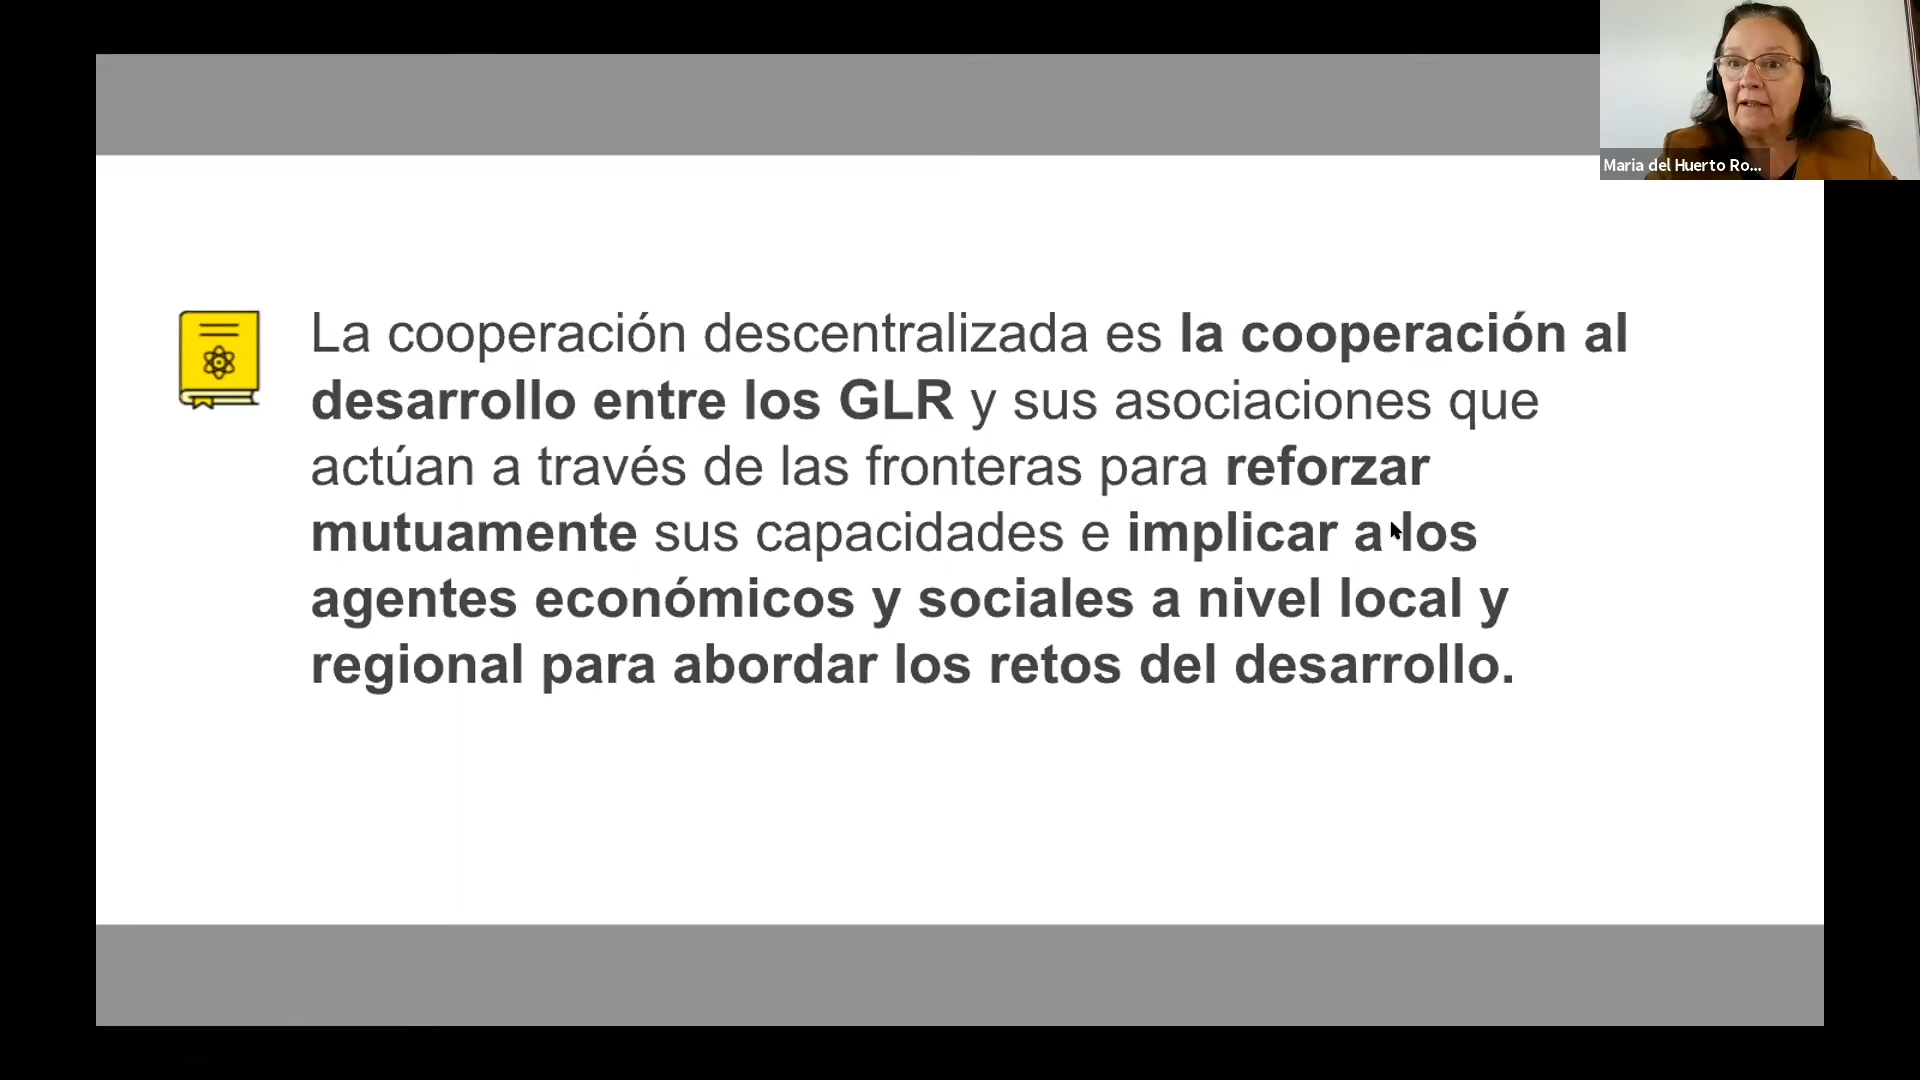 Maria del Huerto Ro...
La cooperación descentralizada es la cooperación al
desarrollo entre los GLR y sus asociaciones que
actúan a través de las fronteras para reforzar
mutuamente sus capacidades e implicar a los
agentes económicos y sociales a nivel local y
regional para abordar los retos del desarrollo.